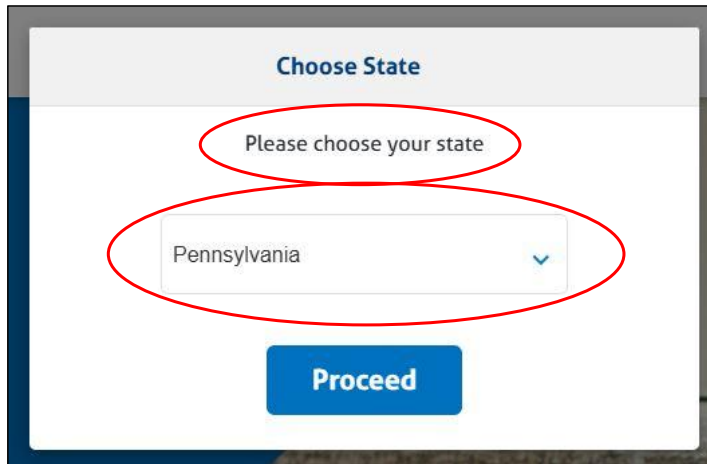 Choose State
Please choose your state
Pennsylvania
Proceed